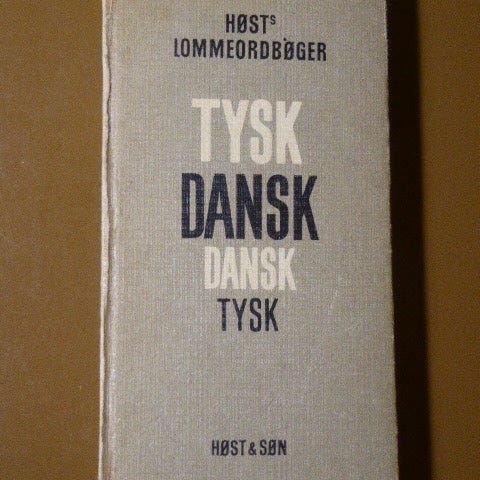 HØSTS
LOMMEORDBØGER
TYSK
DANSK
DANSK
TYSK
HØST & SØN